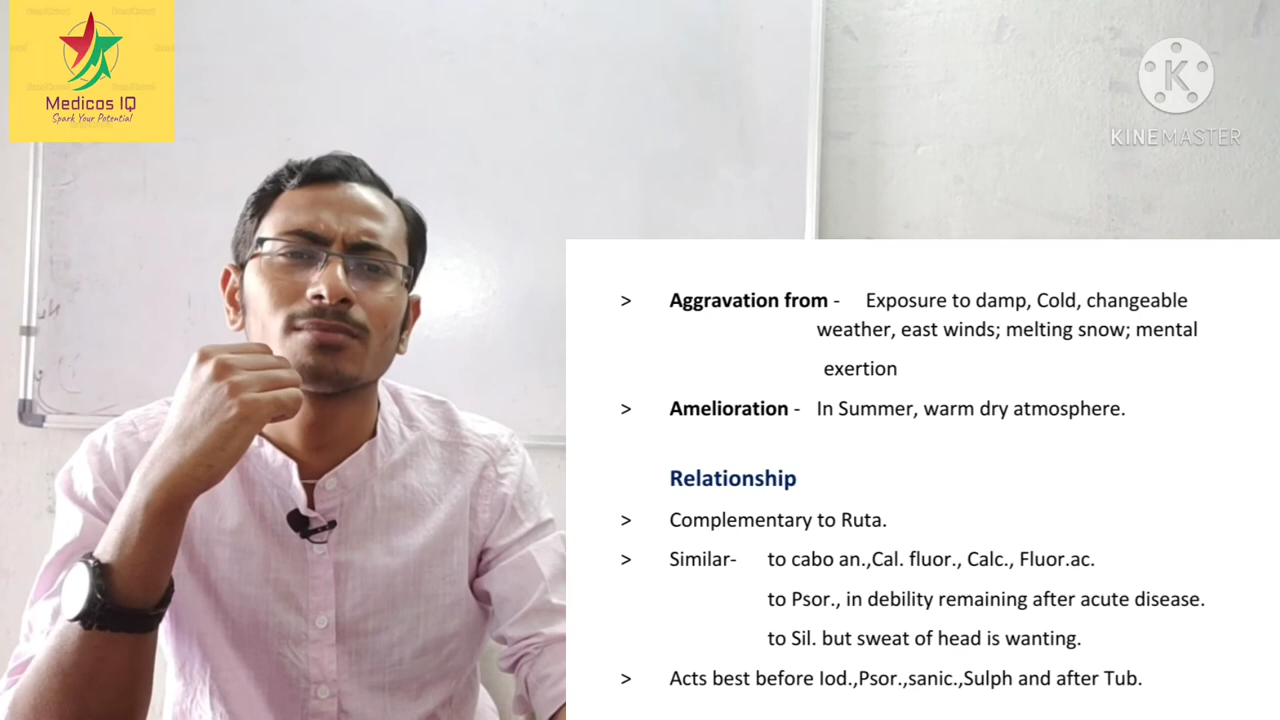 Medicos IQ
Spark Your Potential
K
KINEMASTER
> Aggravation from - Exposure to damp, Cold, changeable
weather, east winds; melting snow; mental
exertion
> Amelioration - In Summer, warm dry atmosphere.
Relationship
> Complementary to Ruta.
> Similar- to cabo an.,Cal. fluor., Calc., Fluor.ac.
to Psor., in debility remaining after acute disease.
to Sil. but sweat of head is wanting.
> Acts best before Iod.,Psor.,sanic.,Sulph and after Tub.